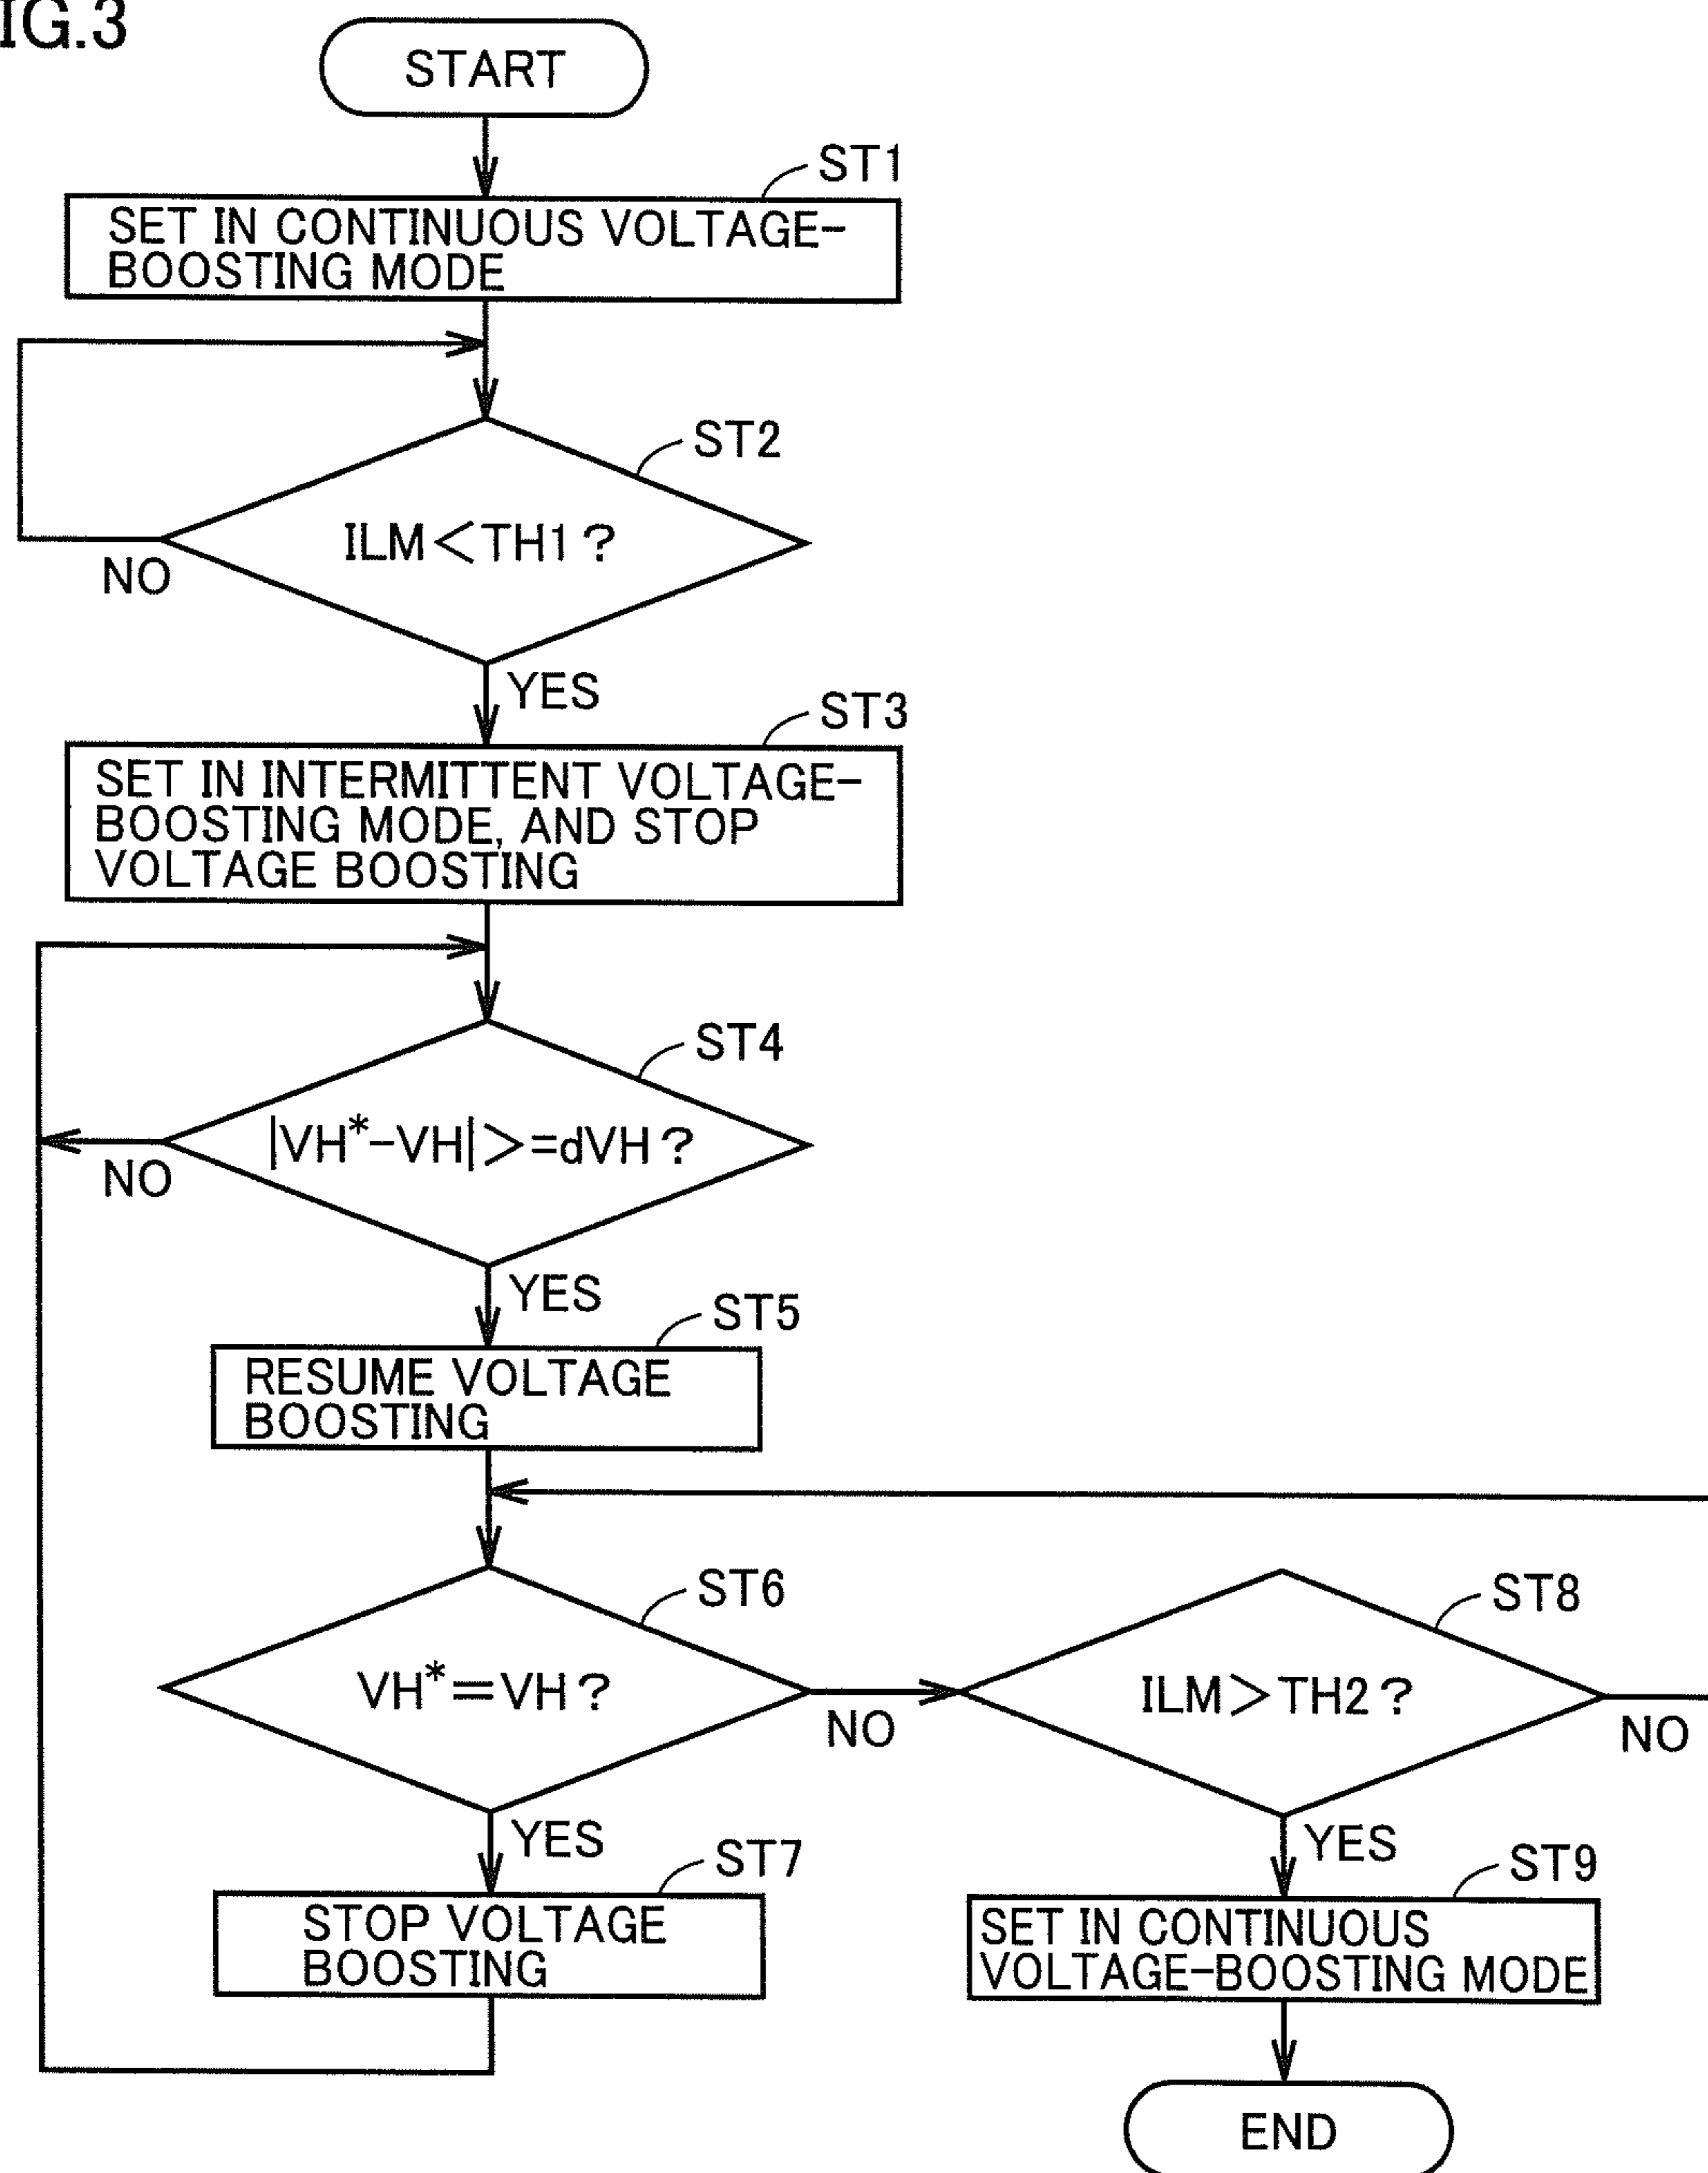 IG.3
START
ST1
SET IN CONTINUOUS VOLTAGE-
BOOSTING MODE
ST2
ILM<TH1?
NO
YES
ST3
SET IN INTERMITTENT VOLTAGE-
BOOSTING MODE, AND STOP
VOLTAGE BOOSTING
ST4
|VH*-VH|>=dVH?
NO
YES
ST5
RESUME VOLTAGE
BOOSTING
ST6
VH*=VH?
NO
YES
ST7
STOP VOLTAGE
BOOSTING
ST8
ILM>TH2?
NO
YES
ST9
SET IN CONTINUOUS
VOLTAGE-BOOSTING MODE
END